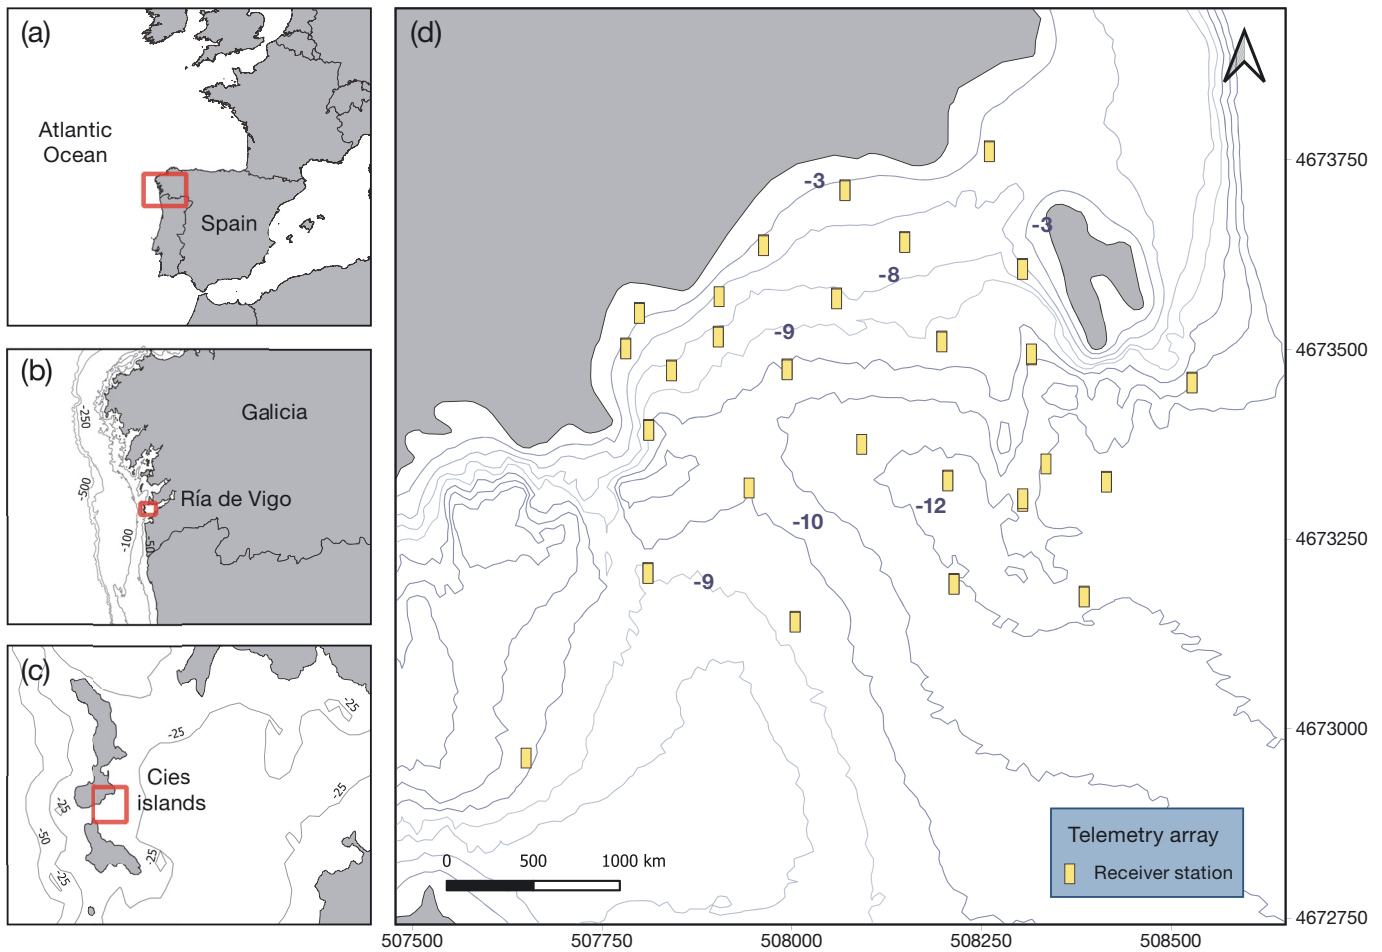 (a)
Atlantic
Ocean
Spain
(b)
Galicia
-250
-500
Ría de Vigo
-100
-50
(c)
-25
-25
Cies
islands
-25
-25
-50
-25
-25
(d)
-3
-3
-8
-9
-12
-10
-9
4673750
4673500
4673250
4673000
4672750
0 500 1000 km
Telemetry array
Receiver station
507500 507750 508000 508250 508500